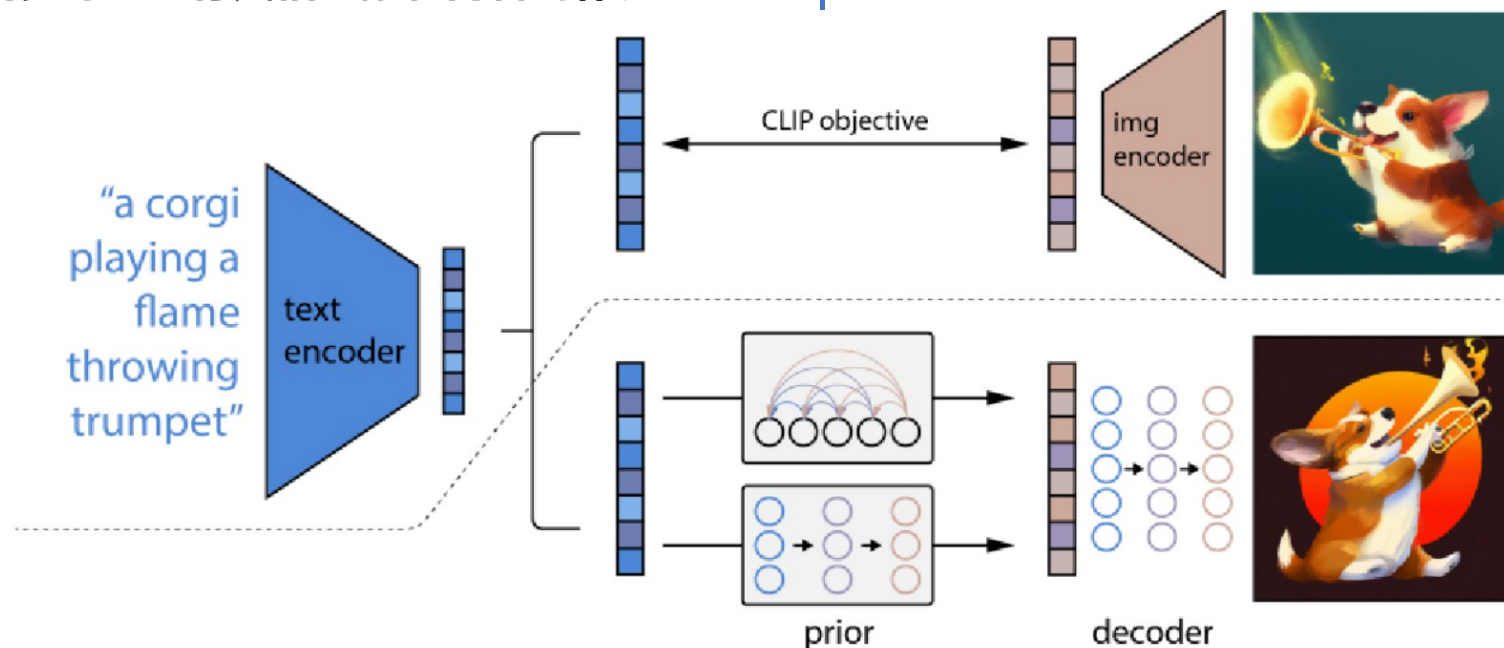 CLIP objective
img
encoder
“a corgi
playing a
flame
throwing
trumpet”
text
encoder
prior
decoder